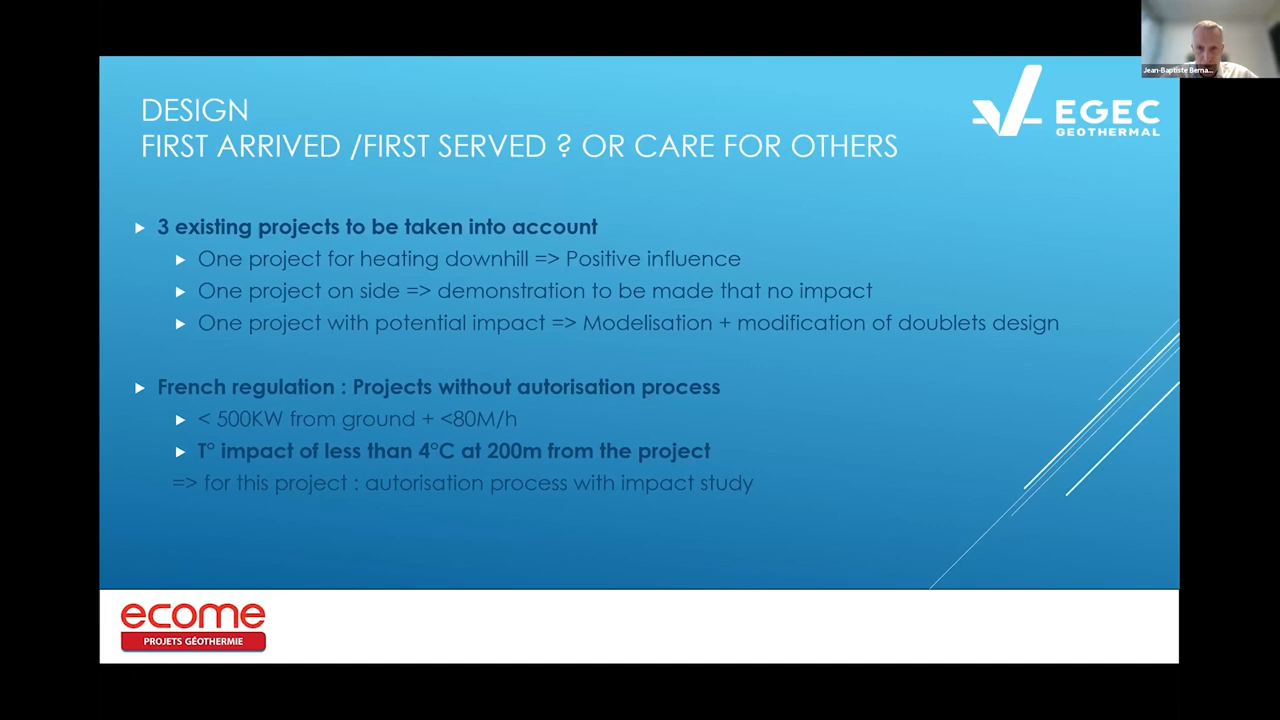 Jean-Baptiste Berna...
DESIGN
FIRST ARRIVED /FIRST SERVED ? OR CARE FOR OTHERS
EGEC
GEOTHERMAL
3 existing projects to be taken into account
One project for heating downhill => Positive influence
One project on side => demonstration to be made that no impact
One project with potential impact => Modelisation + modification of doublets design
French regulation : Projects without autorisation process
< 500KW from ground + <80M/h
T° impact of less than 4°C at 200m from the project
=> for this project : autorisation process with impact study
ecome
PROJETS GÉOTHERMIE